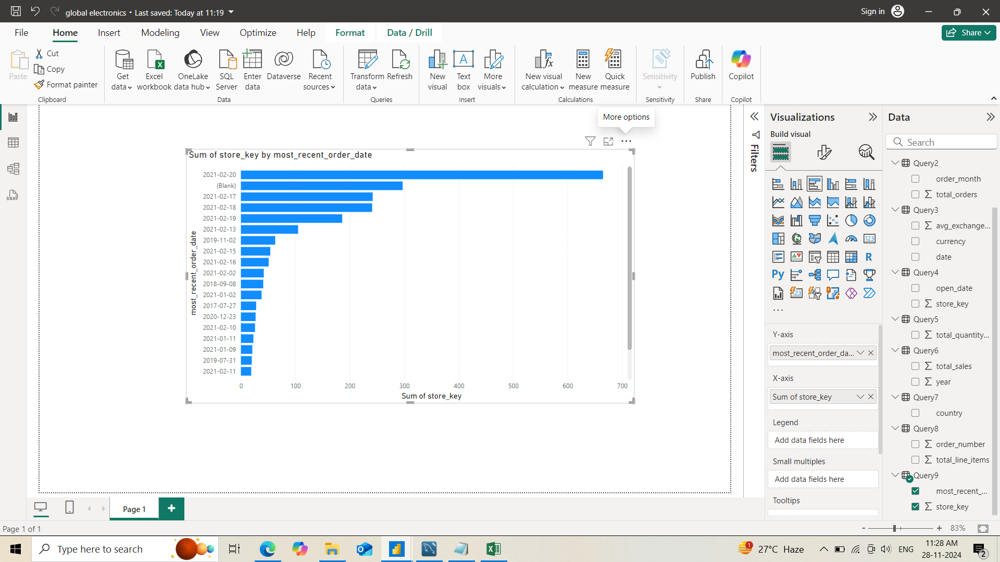 global electronics • Last saved: Today at 11:19
Sign in
File Home Insert Modeling View Optimize Help Format Data / Drill
Share
Paste
Cut
Copy
Format painter
Clipboard
Get data
Excel workbook
OneLake data hub
SQL Server
Enter data
Dataverse
Recent sources
Data
Transform data
Refresh
Queries
New visual
A
Text box
More visuals
Insert
New visual calculation
New measure
Quick measure
Calculations
Sensitivity
Sensitivity
Publish
Share
Copilot
Copilot
DAX
More options
Sum of store_key by most_recent_order_date
most_recent_order_date
2021-02-20
(Blank)
2021-02-17
2021-02-18
2021-02-19
2021-02-13
2019-11-02
2021-02-15
2021-02-16
2021-02-02
2018-09-08
2021-01-02
2017-07-27
2020-12-23
2021-02-10
2021-01-11
2021-01-09
2019-07-31
2021-02-11
0 100 200 300 400 500 600 700
Sum of store_key
Filters
Visualizations
Build visual
123
R
Py
123
...
Y-axis
most_recent_order_da...
X-axis
Sum of store_key
Legend
Add data fields here
Small multiples
Add data fields here
Tooltips
Data
Search
Query2
order_month
total_orders
Query3
avg_exchange...
currency
date
Query4
open_date
store_key
Query5
total_quantity...
Query6
total_sales
year
Query7
country
Query8
order_number
total_line_items
Query9
most_recent_...
store_key
Page 1
+
Page 1 of 1
- + 83%
Type here to search
1
27°C Haze
ENG
11:28 AM
28-11-2024
2